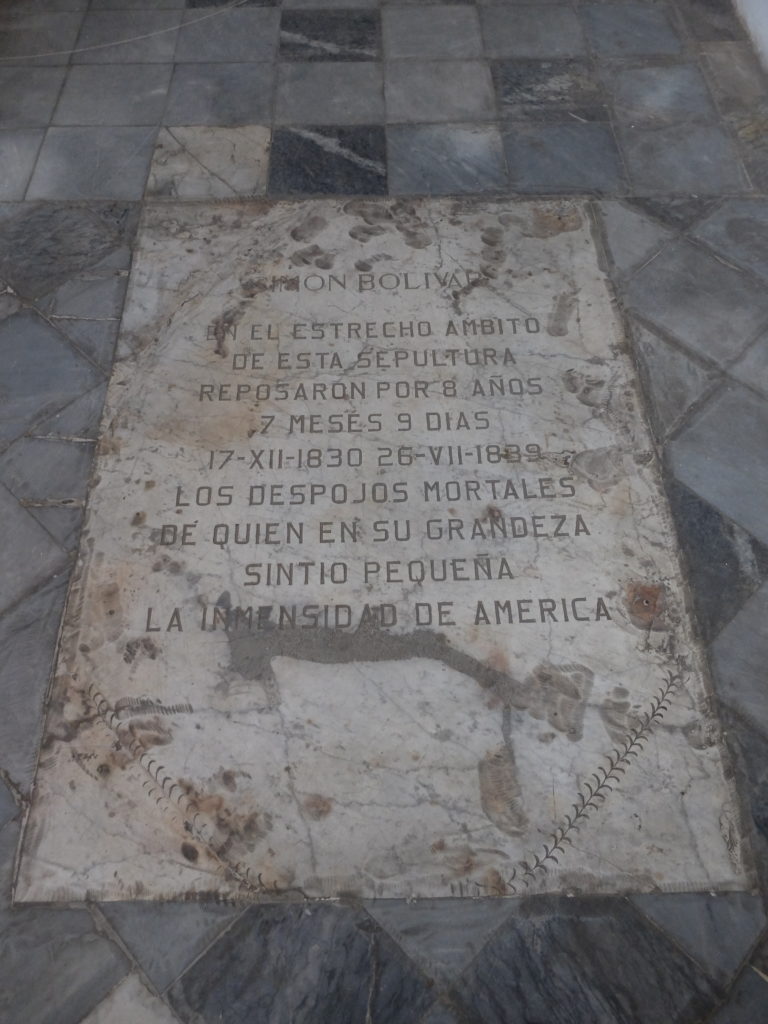 SIMON BOLIVAR
EN EL ESTRECHO AMBITO
DE ESTA SEPULTURA
REPOSARON POR 8 AÑOS
7 MESES 9 DIAS
17-XII-1830 26-VII-1839
LOS DESPOJOS MORTALES
DE QUIEN EN SU GRANDEZA
SINTIO PEQUEÑA
LA INMENSIDAD DE AMERICA